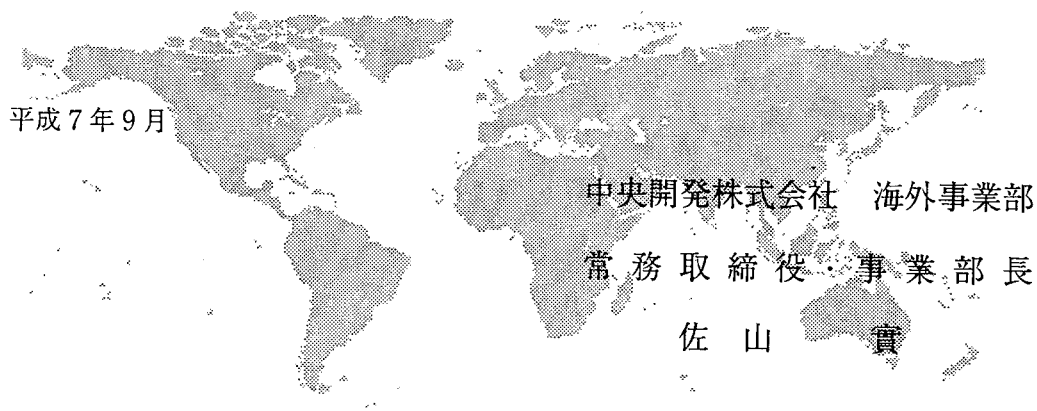 平成7年9月
中央開発株式会社 海外事業部
常務取締役・事業部長
佐山 實